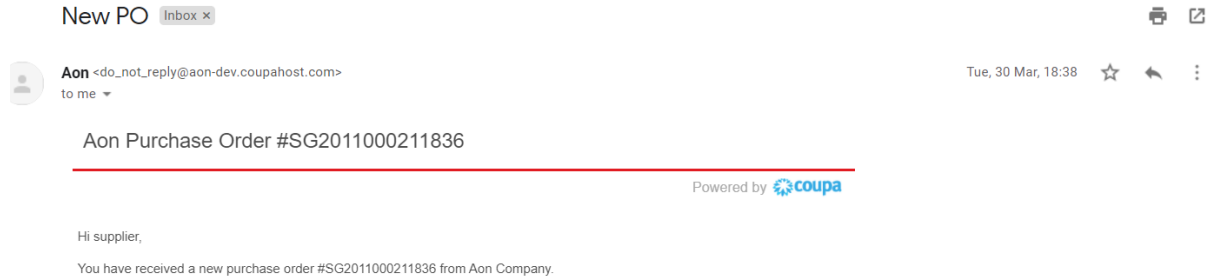 New PO Inbox ×
Aon <do_not_reply@aon-dev.coupahost.com> Tue, 30 Mar, 18:38
to me
Aon Purchase Order #SG2011000211836
Powered by coupa
Hi supplier,
You have received a new purchase order #SG2011000211836 from Aon Company.